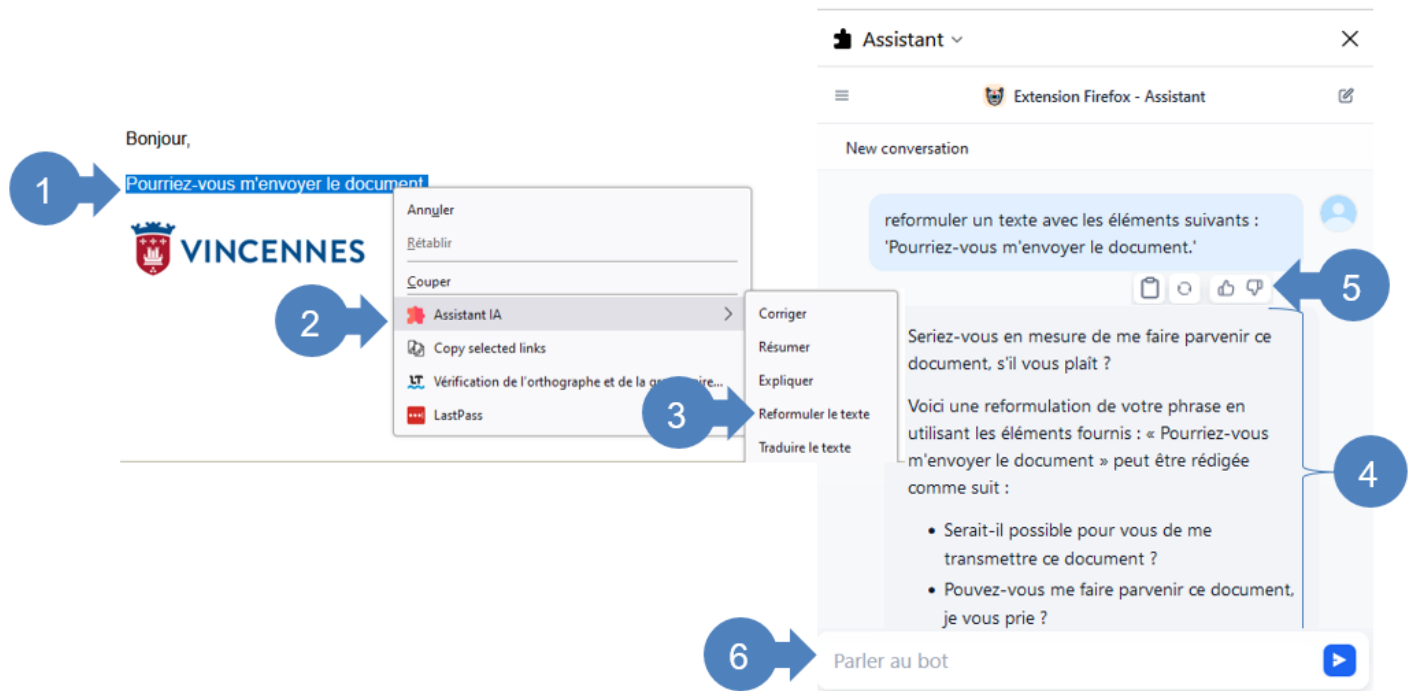 Bonjour,
1
Pourriez-vous m'envoyer le document.
VINCENNES
Annuler
Rétablir
Couper
2
Assistant IA
Copy selected links
LT
Vérification de l'orthographe et de la
LastPass
Corriger
Résumer
Expliquer
3
Reformuler le texte
Traduire le texte
Assistant
Extension Firefox - Assistant
New conversation
reformuler un texte avec les éléments suivants :
'Pourriez-vous m'envoyer le document.'
5
Seriez-vous en mesure de me faire parvenir ce
document, s'il vous plaît ?
Voici une reformulation de votre phrase en
utilisant les éléments fournis : « Pourriez-vous
m'envoyer le document » peut être rédigée
comme suit :
4
• Serait-il possible pour vous de me
transmettre ce document ?
• Pouvez-vous me faire parvenir ce document,
je vous prie ?
6
Parler au bot